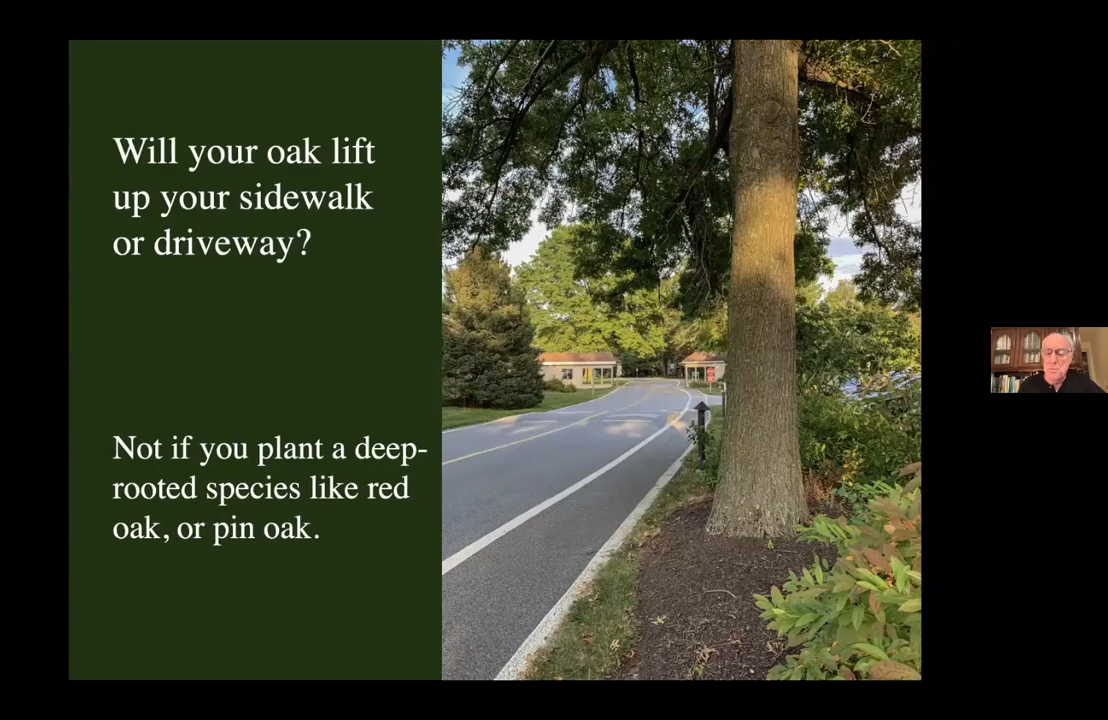 Will your oak lift
up your sidewalk
or driveway?
Not if you plant a deep-
rooted species like red
oak, or pin oak.